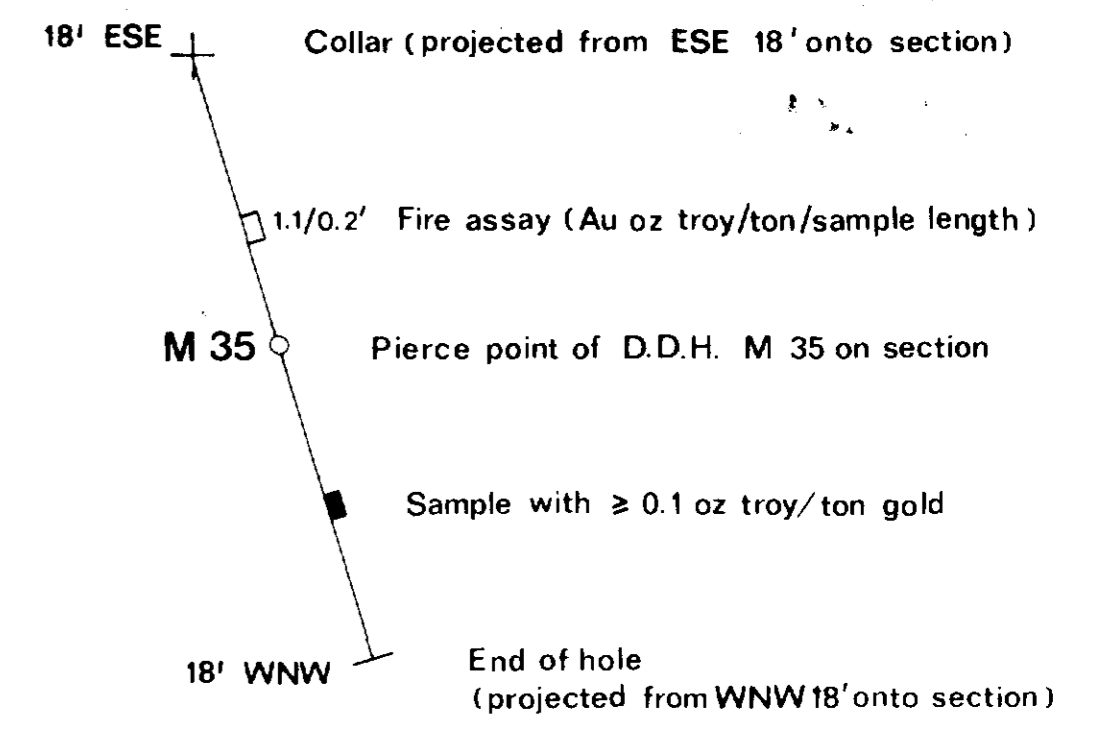 18' ESE Collar (projected from ESE 18' onto section)
1.1/0.2' Fire assay (Au oz troy/ton/sample length)
M 35 Pierce point of D.D.H. M 35 on section
Sample with ≥ 0.1 oz troy/ton gold
18' WNW End of hole
(projected from WNW 18' onto section)